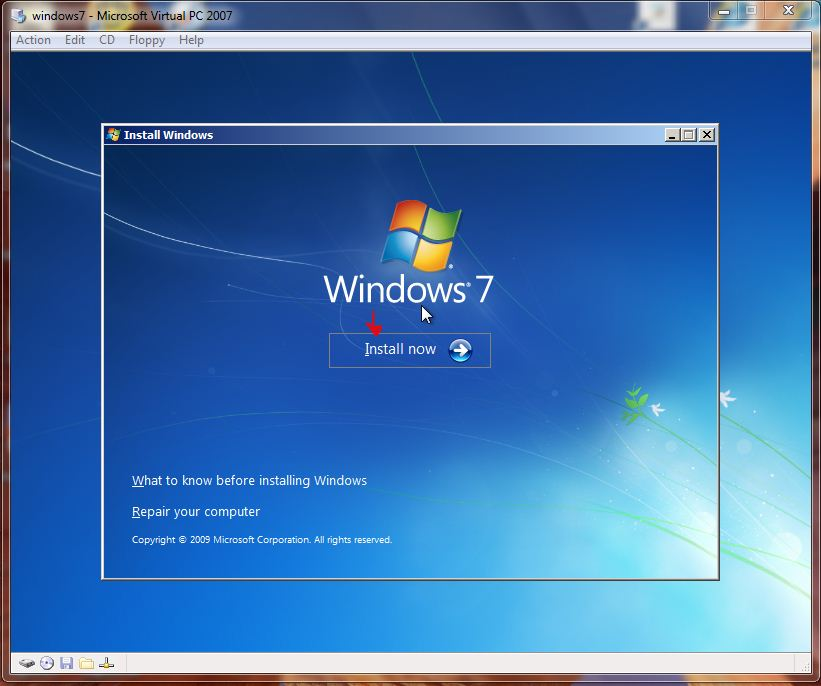 windows7 - Microsoft Virtual PC 2007
Action Edit CD Floppy Help
Install Windows
Windows® 7
Install now
What to know before installing Windows
Repair your computer
Copyright © 2009 Microsoft Corporation. All rights reserved.